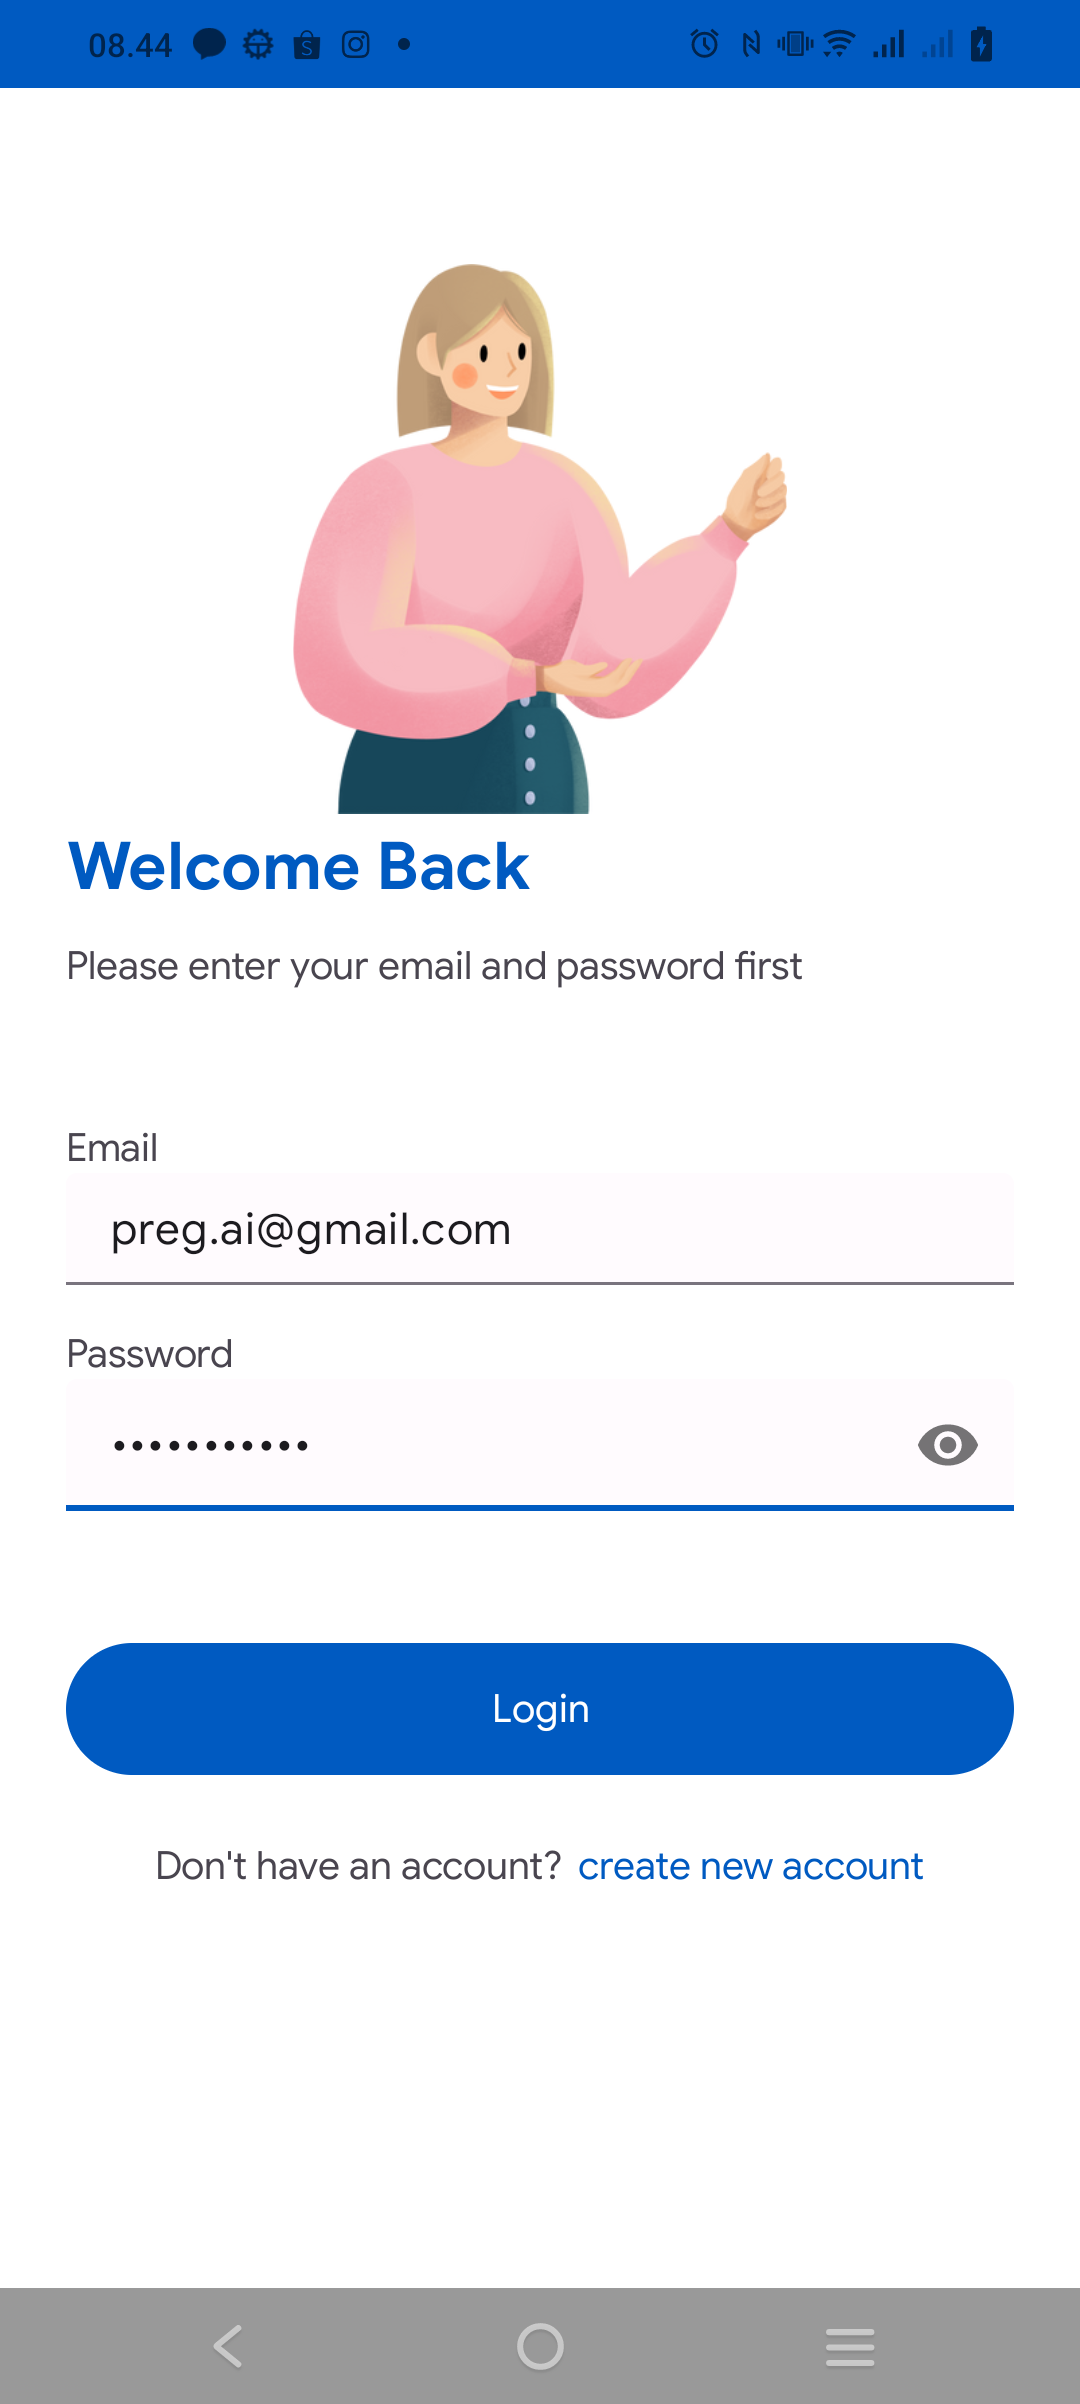 08.44
Welcome Back
Please enter your email and password first
Email
preg.ai@gmail.com
Password
•••••••••••
Login
Don't have an account? create new account